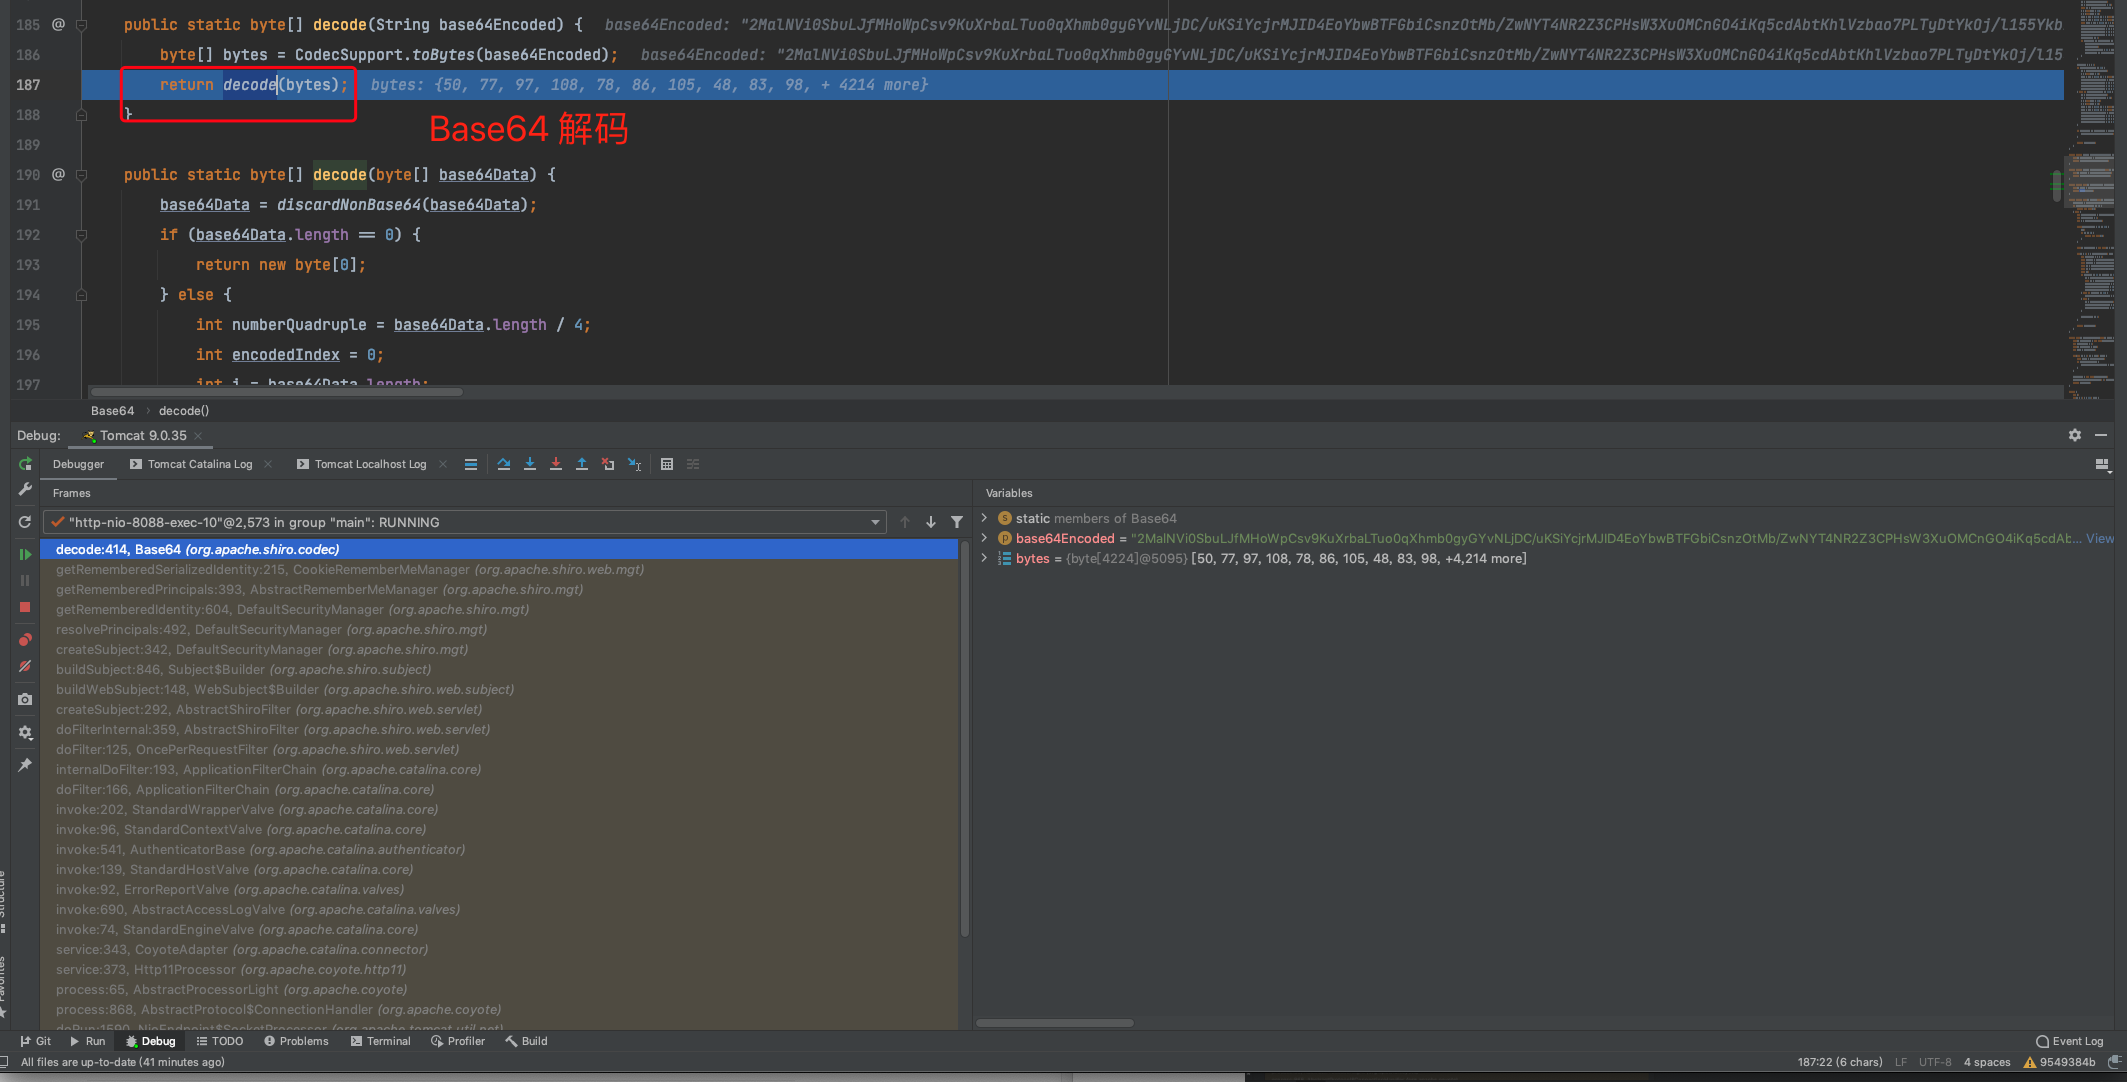 185 @ public static byte[] decode(String base64Encoded) { base64Encoded: "2MalNVi0SbuLJfMHoWpCsv9KuXrbaLTuo0qXhmb0gyGYvNLjDC/uKSiYcjrMJID4EoYbwBTFGbiCsnzOtMb/ZwNYT4NR2Z3CPHsW3XuOMCnGO4iKq5cdAbtKhlVzbao7PLTyDtYkOj/l155Ykb
186 byte[] bytes = CodecSupport.toBytes(base64Encoded); base64Encoded: "2MalNVi0SbuLJfMHoWpCsv9KuXrbaLTuo0qXhmb0gyGYvNLjDC/uKSiYcjrMJID4EoYbwBTFGbiCsnzOtMb/ZwNYT4NR2Z3CPHsW3XuOMCnGO4iKq5cdAbtKhlVzbao7PLTyDtYkOj/l15
187 return decode(bytes); bytes: {50, 77, 97, 108, 78, 86, 105, 48, 83, 98, + 4214 more}
188 }
Base64 解码
189
190 @ public static byte[] decode(byte[] base64Data) {
191 base64Data = discardNonBase64(base64Data);
192 if (base64Data.length == 0) {
193 return new byte[0];
194 } else {
195 int numberQuadruple = base64Data.length / 4;
196 int encodedIndex = 0;
197 int i = base64Data.length;
Base64 › decode()
Debug: Tomcat 9.0.35
Debugger Tomcat Catalina Log Tomcat Localhost Log
Frames
Variables
"http-nio-8088-exec-10"@2,573 in group "main": RUNNING
static members of Base64
base64Encoded = "2MalNVi0SbuLJfMHoWpCsv9KuXrbaLTuo0qXhmb0gyGYvNLjDC/uKSiYcjrMJID4EoYbwBTFGbiCsnzOtMb/ZwNYT4NR2Z3CPHsW3XuOMCnGO4iKq5cdAb... View
bytes = {byte[4224]@5095} [50, 77, 97, 108, 78, 86, 105, 48, 83, 98, +4,214 more]
decode:414, Base64 (org.apache.shiro.codec)
getRememberedSerializedIdentity:215, CookieRememberMeManager (org.apache.shiro.web.mgt)
getRememberedPrincipals:393, AbstractRememberMeManager (org.apache.shiro.mgt)
getRememberedIdentity:604, DefaultSecurityManager (org.apache.shiro.mgt)
resolvePrincipals:492, DefaultSecurityManager (org.apache.shiro.mgt)
createSubject:342, DefaultSecurityManager (org.apache.shiro.mgt)
buildSubject:846, Subject$Builder (org.apache.shiro.subject)
buildWebSubject:148, WebSubject$Builder (org.apache.shiro.web.subject)
createSubject:292, AbstractShiroFilter (org.apache.shiro.web.servlet)
doFilterInternal:359, AbstractShiroFilter (org.apache.shiro.web.servlet)
doFilter:125, OncePerRequestFilter (org.apache.shiro.web.servlet)
internalDoFilter:193, ApplicationFilterChain (org.apache.catalina.core)
doFilter:166, ApplicationFilterChain (org.apache.catalina.core)
invoke:202, StandardWrapperValve (org.apache.catalina.core)
invoke:96, StandardContextValve (org.apache.catalina.core)
invoke:541, AuthenticatorBase (org.apache.catalina.authenticator)
invoke:139, StandardHostValve (org.apache.catalina.core)
invoke:92, ErrorReportValve (org.apache.catalina.valves)
invoke:690, AbstractAccessLogValve (org.apache.catalina.valves)
invoke:74, StandardEngineValve (org.apache.catalina.core)
service:343, CoyoteAdapter (org.apache.catalina.connector)
service:373, Http11Processor (org.apache.coyote.http11)
process:65, AbstractProcessorLight (org.apache.coyote)
process:868, AbstractProtocol$ConnectionHandler (org.apache.coyote)
doRun:1590, NioEndpoint$SocketProcessor (org.apache.tomcat.util.net)
Structure
Favorites
Git Run Debug TODO Problems Terminal Profiler Build Event Log
All files are up-to-date (41 minutes ago) 187:22 (6 chars) LF UTF-8 4 spaces 9549384b